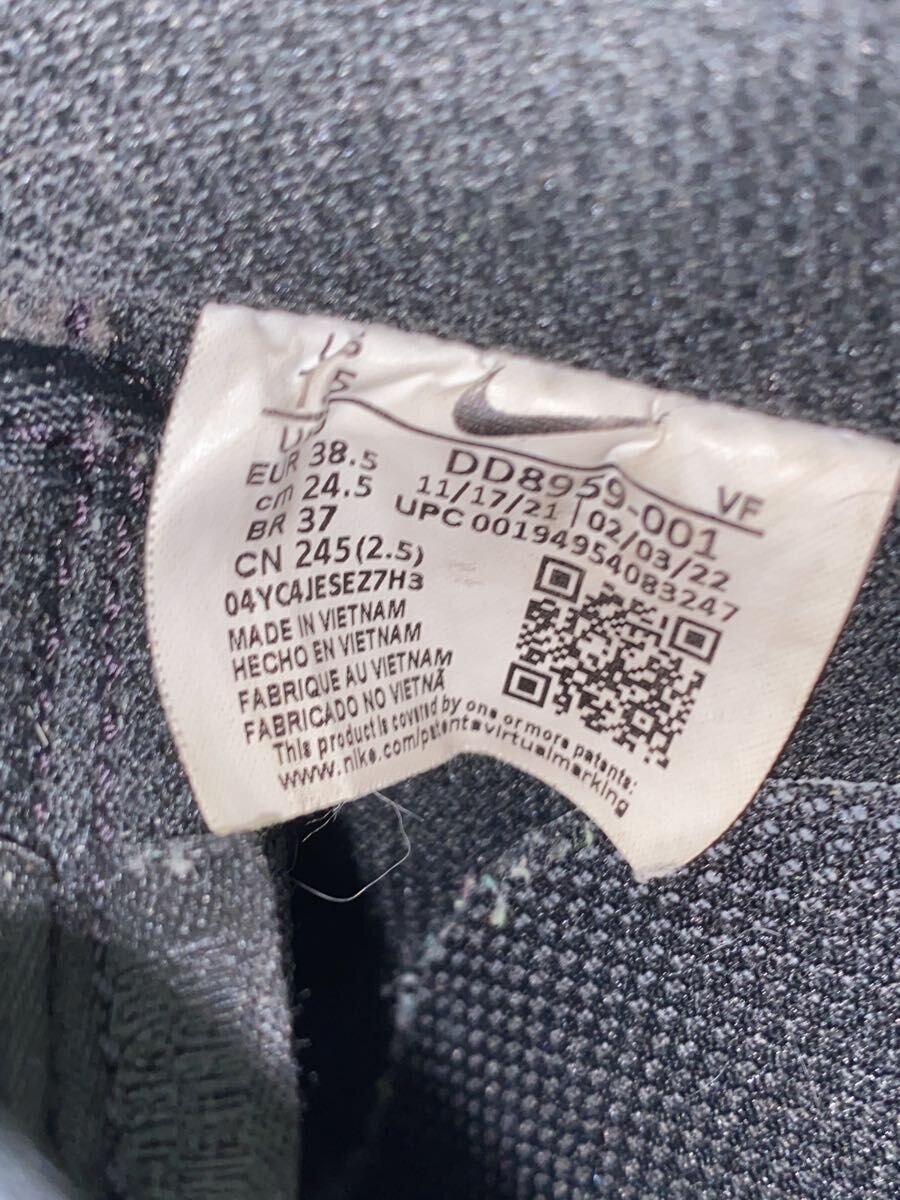 EUR 38.5
cm 24.5
BR 37
CN 245(2.5)
04YC4JESEZ7H3
MADE IN VIETNAM
HECHO EN VIETNAM
FABRIQUE AU VIETNAM
FABRICADO NO VIETNÃ
This product is covered by one or more patents:
www.nike.com/patentsvirtualmarking
VF
DD8959-001
11/17/21 | 02/03/22
UPC 00194954083247